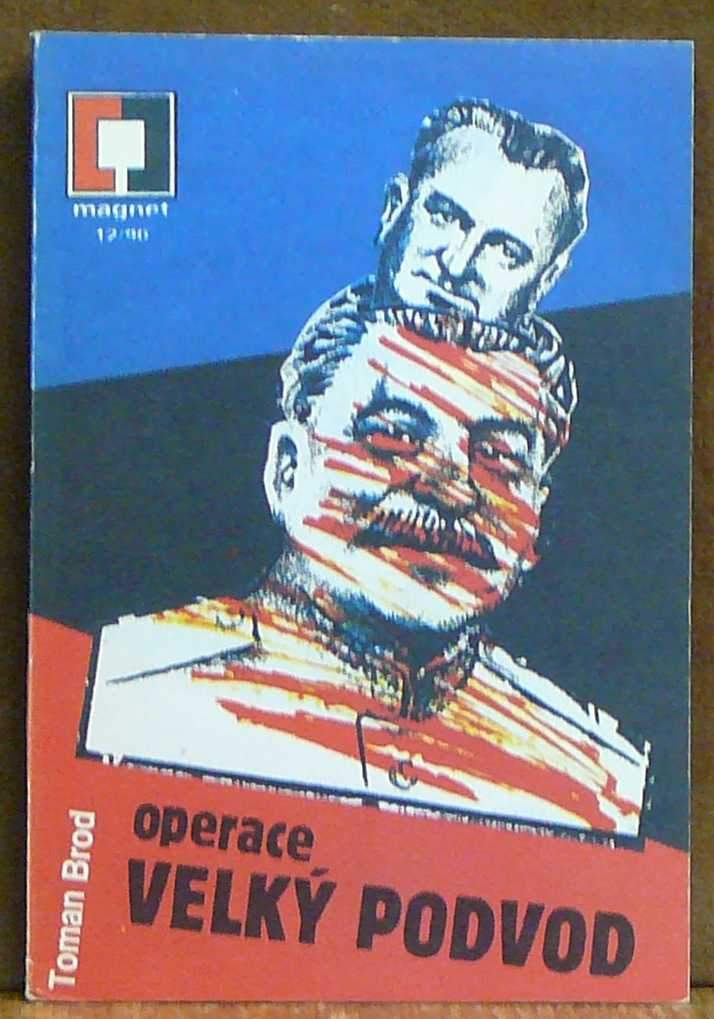 magnet
12/90
operace
VELKÝ PODVOD
Toman Brod